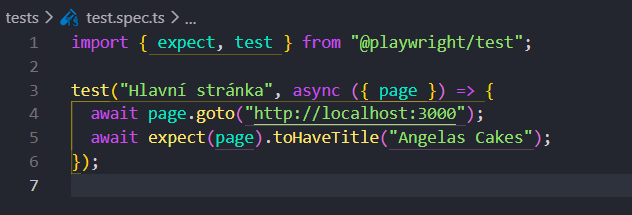 tests > test.spec.ts > ...
1 import { expect, test } from "@playwright/test";
2
3 test("Hlavní stránka", async ({ page }) => {
4 await page.goto("http://localhost:3000");
5 await expect(page).toHaveTitle("Angelas Cakes");
6 });
7